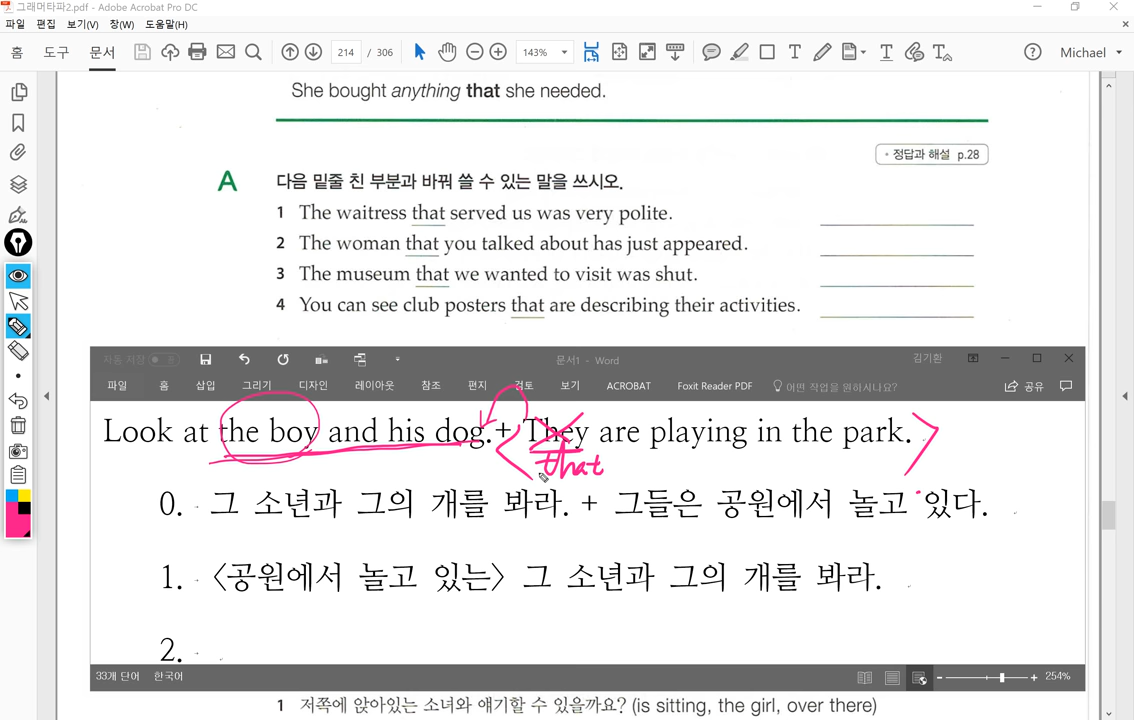 그래머타파2.pdf - Adobe Acrobat Pro DC
파일 편집 보기(V) 창(W) 도움말(H)
홈 도구 문서 214 / 306 143% Michael
She bought anything that she needed.
• 정답과 해설 p.28
A 다음 밑줄 친 부분과 바꿔 쓸 수 있는 말을 쓰시오.
1 The waitress that served us was very polite.
2 The woman that you talked about has just appeared.
3 The museum that we wanted to visit was shut.
4 You can see club posters that are describing their activities.
자동 저장 문서1 - Word 김기환
파일 홈 삽입 그리기 디자인 레이아웃 참조 편지 검토 보기 ACROBAT Foxit Reader PDF 어떤 작업을 원하시나요? 공유
Look at the boy and his dog.+ They are playing in the park.
that
0. 그 소년과 그의 개를 봐라. + 그들은 공원에서 놀고 있다.
1. 〈공원에서 놀고 있는〉 그 소년과 그의 개를 봐라.
2.
33개 단어 한국어 254%
1 저쪽에 앉아있는 소녀와 얘기할 수 있을까요? (is sitting, the girl, over there)